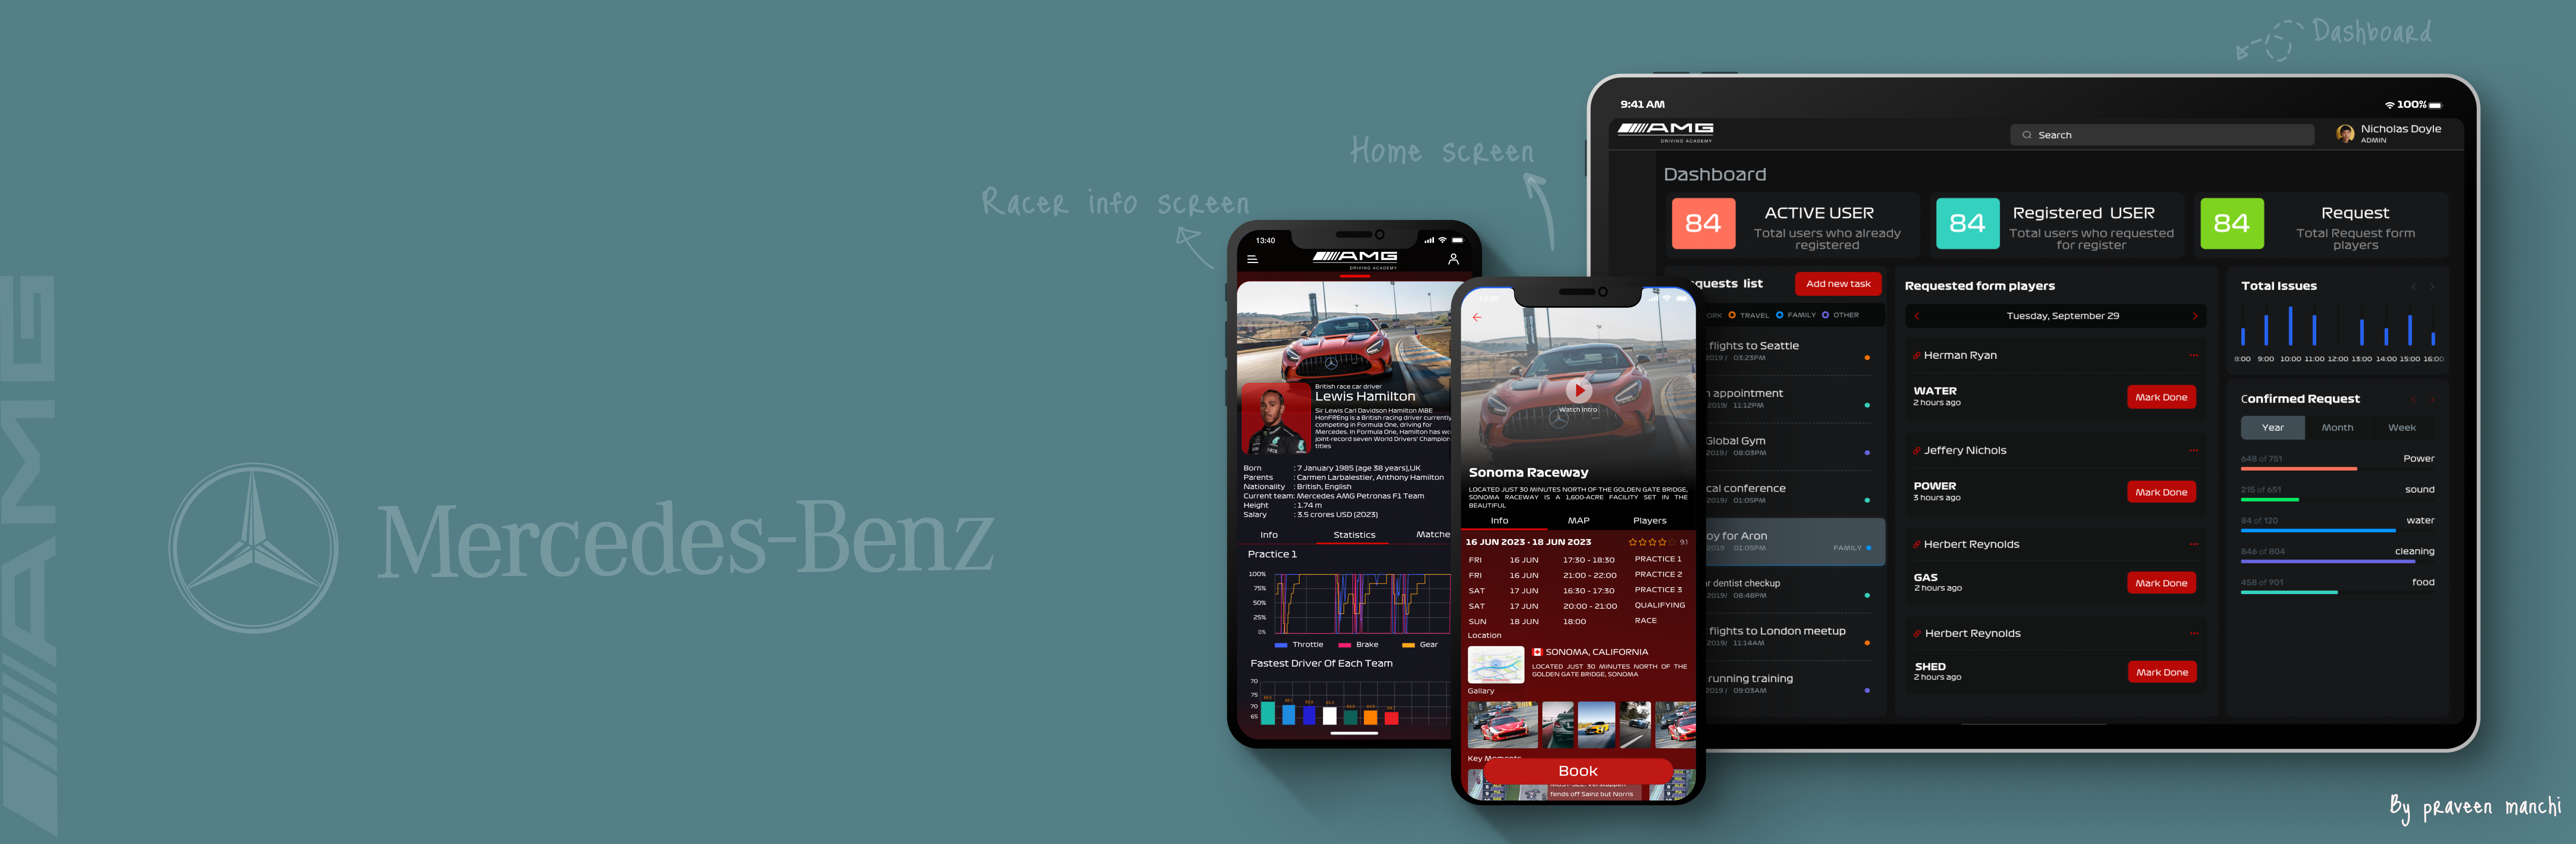 Dashboard
Home screen
Racer info screen
AMG
Mercedes-Benz
13:40
AMG
DRIVING ACADEMY
British race car driver
Lewis Hamilton
Sir Lewis Carl Davidson Hamilton MBE
HonFREng is a British racing driver currently
competing in Formula One, driving for
Mercedes. In Formula One, Hamilton has wo
joint-record seven World Drivers' Champion
titles
Born : 7 January 1985 (age 38 years),UK
Parents : Carmen Larbalestier, Anthony Hamilton
Nationality : British, English
Current team: Mercedes AMG Petronas F1 Team
Height : 1.74 m
Salary : 3.5 crores USD (2023)
Info Statistics Matche
Practice 1
100%
75%
50%
25%
0%
Throttle Brake Gear
Fastest Driver Of Each Team
70
75
70
65
13:40
Watch Intro
Sonoma Raceway
LOCATED JUST 30 MINUTES NORTH OF THE GOLDEN GATE BRIDGE,
SONOMA RACEWAY IS A 1,600-ACRE FACILITY SET IN THE
BEAUTIFUL
Info MAP Players
16 JUN 2023 - 18 JUN 2023 9.1
FRI 16 JUN 17:30 - 18:30 PRACTICE 1
FRI 16 JUN 21:00 - 22:00 PRACTICE 2
SAT 17 JUN 16:30 - 17:30 PRACTICE 3
SAT 17 JUN 20:00 - 21:00 QUALIFYING
SUN 18 JUN 18:00 RACE
Location
SONOMA, CALIFORNIA
LOCATED JUST 30 MINUTES NORTH OF THE
GOLDEN GATE BRIDGE, SONOMA
Gallary
Key Moments
Book
fends off Sainz but Norris
9:41 AM 100%
AMG
DRIVING ACADEMY
Search
Nicholas Doyle
ADMIN
Dashboard
84
ACTIVE USER
Total users who already
registered
84
Registered USER
Total users who requested
for register
84
Request
Total Request form
players
quests list
Add new task
ORK TRAVEL FAMILY OTHER
flights to Seattle
2019/ 03:23PM
appointment
2019/ 11:12PM
Global Gym
2019/ 08:03PM
cal conference
2019/ 01:05PM
oy for Aron
2019 01:05PM FAMILY
r dentist checkup
2019/ 08:48PM
flights to London meetup
2019/ 11:14AM
running training
2019/ 09:03AM
Requested form players
Tuesday, September 29
Herman Ryan
WATER
2 hours ago
Mark Done
Jeffery Nichols
POWER
3 hours ago
Mark Done
Herbert Reynolds
GAS
2 hours ago
Mark Done
Herbert Reynolds
SHED
2 hours ago
Mark Done
Total Issues
8:00 9:00 10:00 11:00 12:00 13:00 14:00 15:00 16:00
Confirmed Request
Year Month Week
648 of 751 Power
215 of 651 sound
84 of 120 water
846 of 804 cleaning
458 of 901 food
By praveen manchi